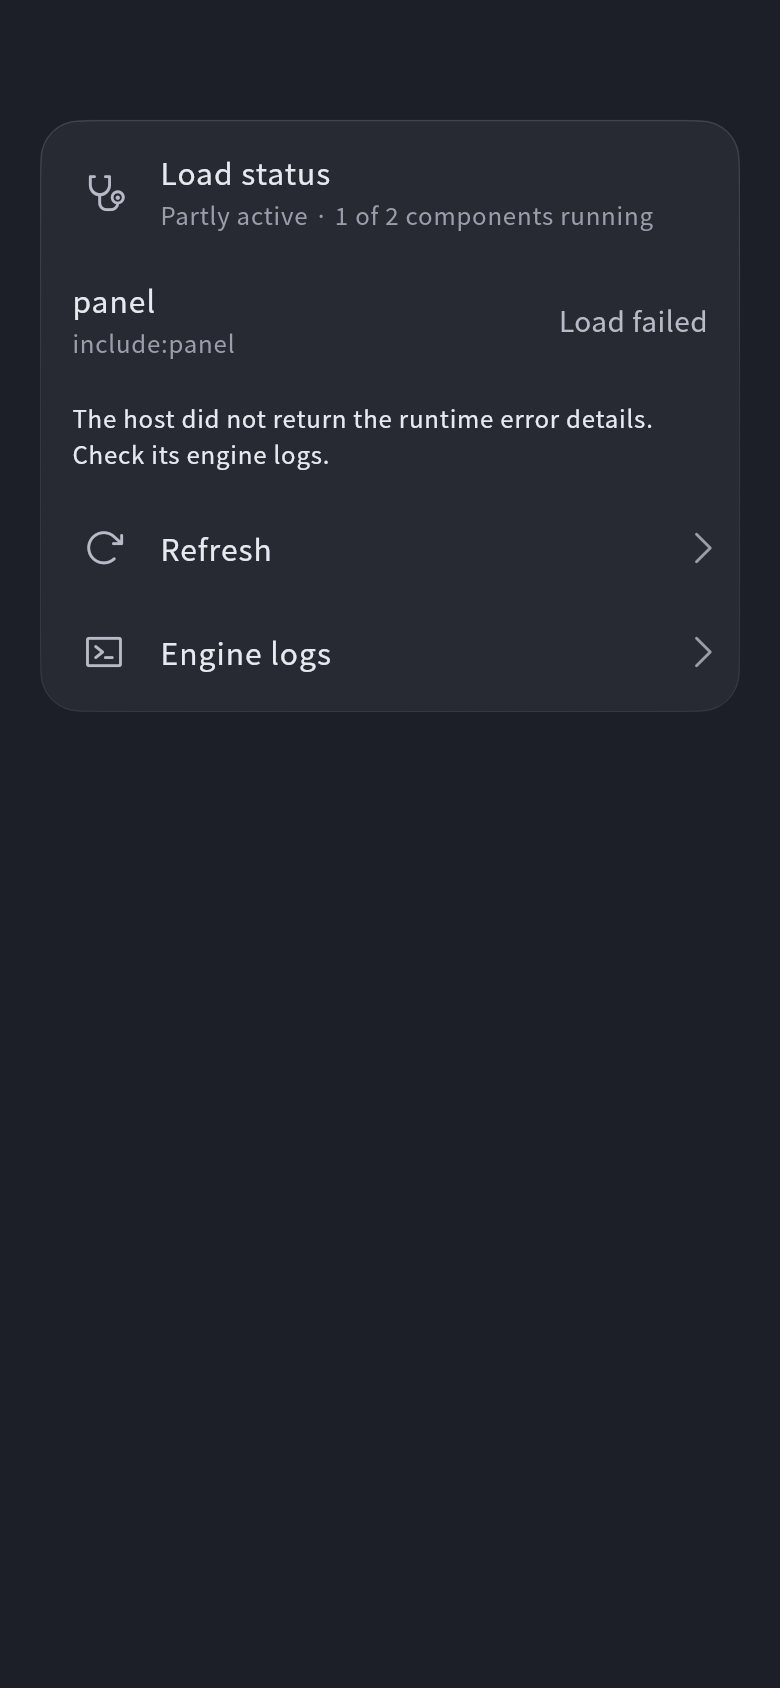 Load status
Partly active · 1 of 2 components running
panel
include:panel
Load failed
The host did not return the runtime error details.
Check its engine logs.
Refresh
Engine logs